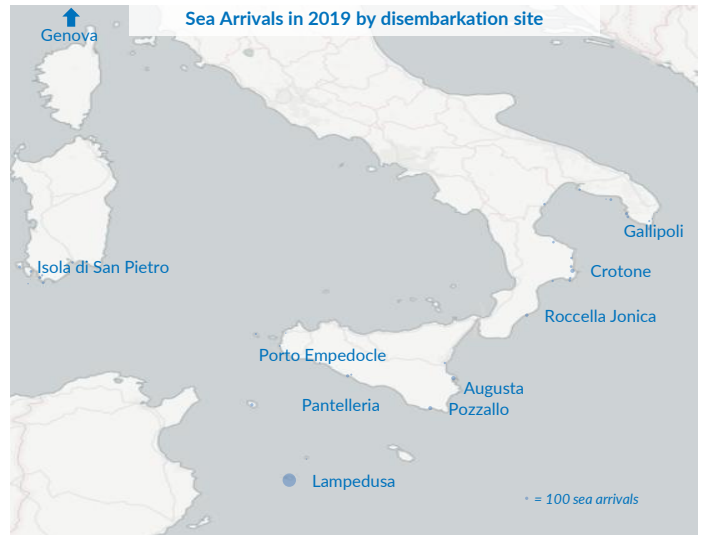 Sea Arrivals in 2019 by disembarkation site
Genova
Gallipoli
Isola di San Pietro
Crotone
Roccella Jonica
Porto Empedocle
Augusta
Pantelleria
Pozzallo
Lampedusa
= 100 sea arrivals